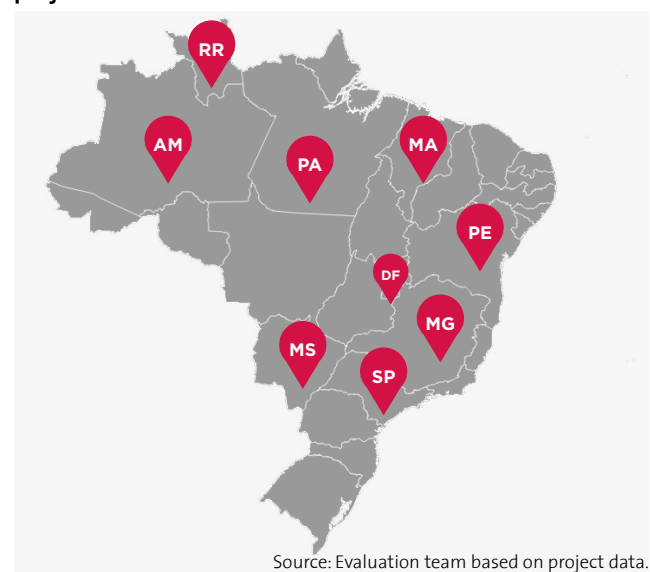 RR
AM
PA
MA
PE
DF
MG
MS
SP
Source: Evaluation team based on project data.